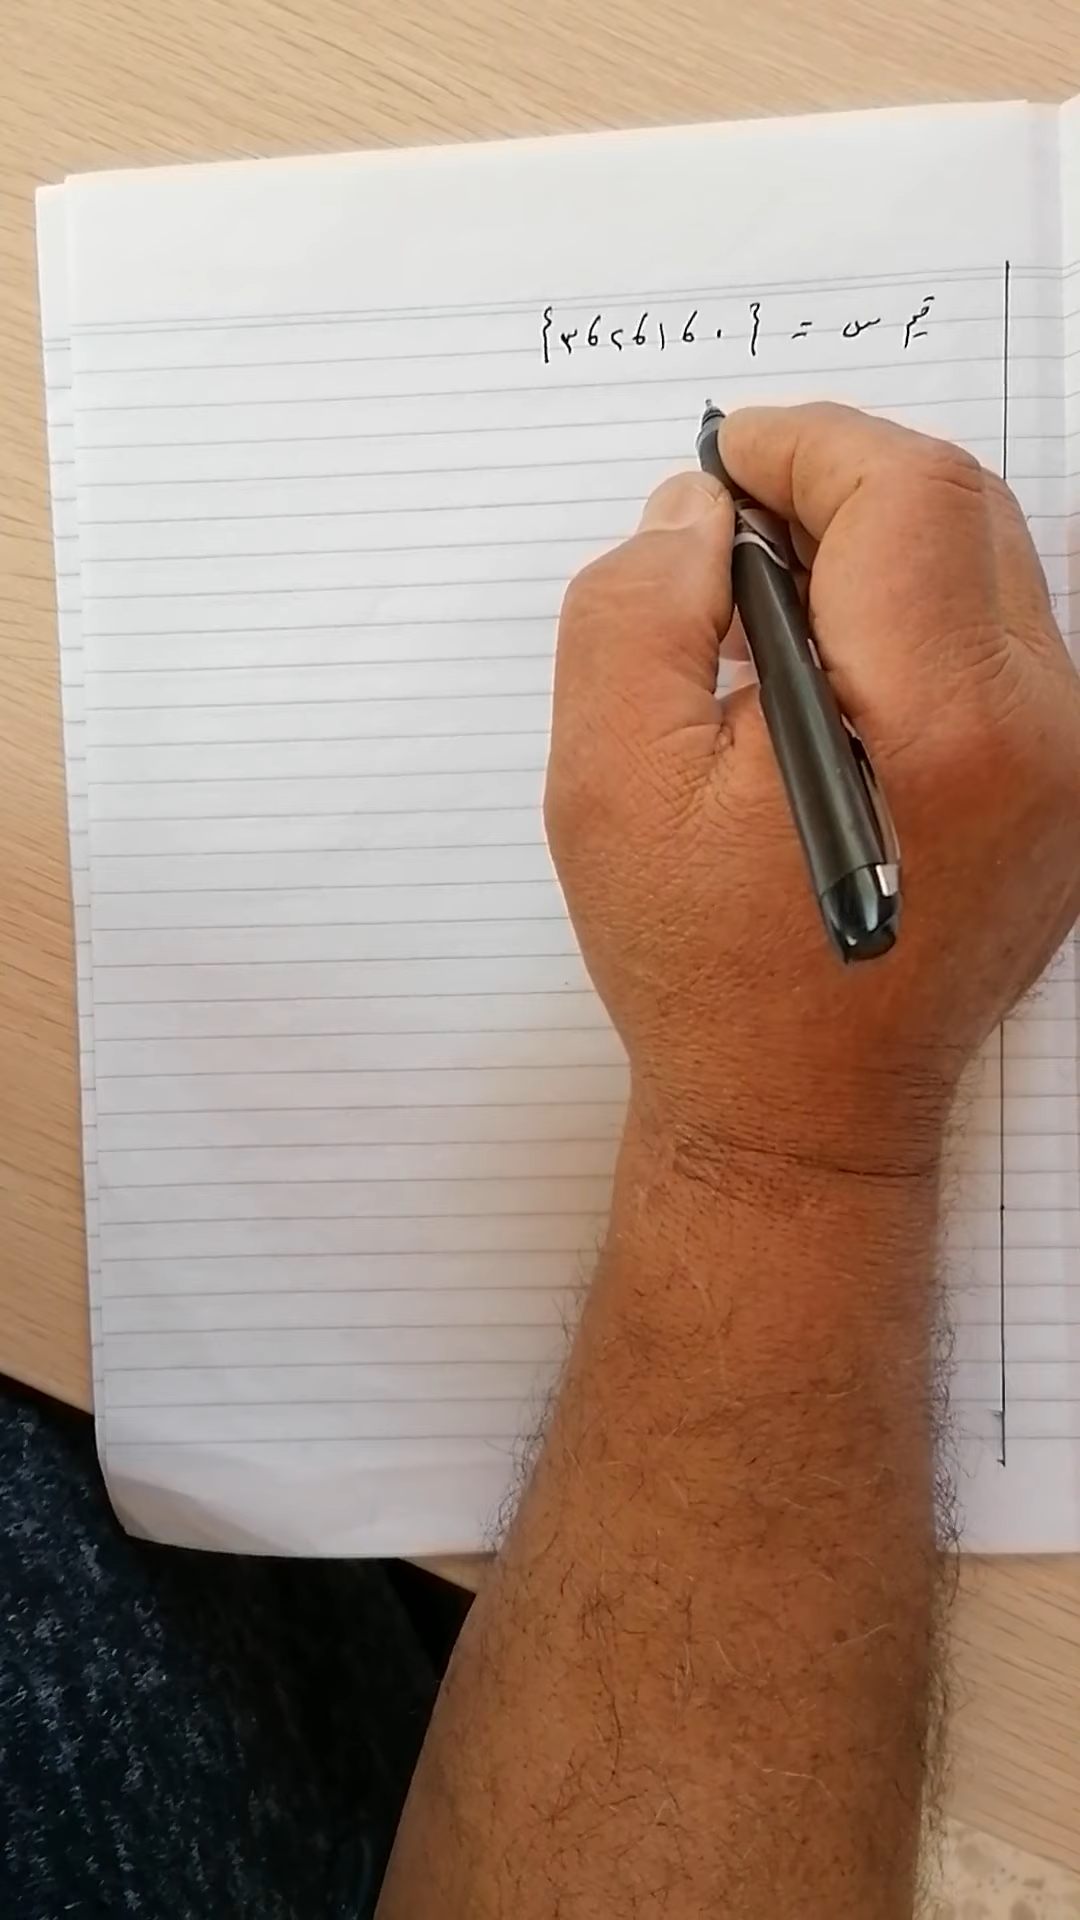 قيم س = { ٠ ، ١ ، ٢ ، ٣ }